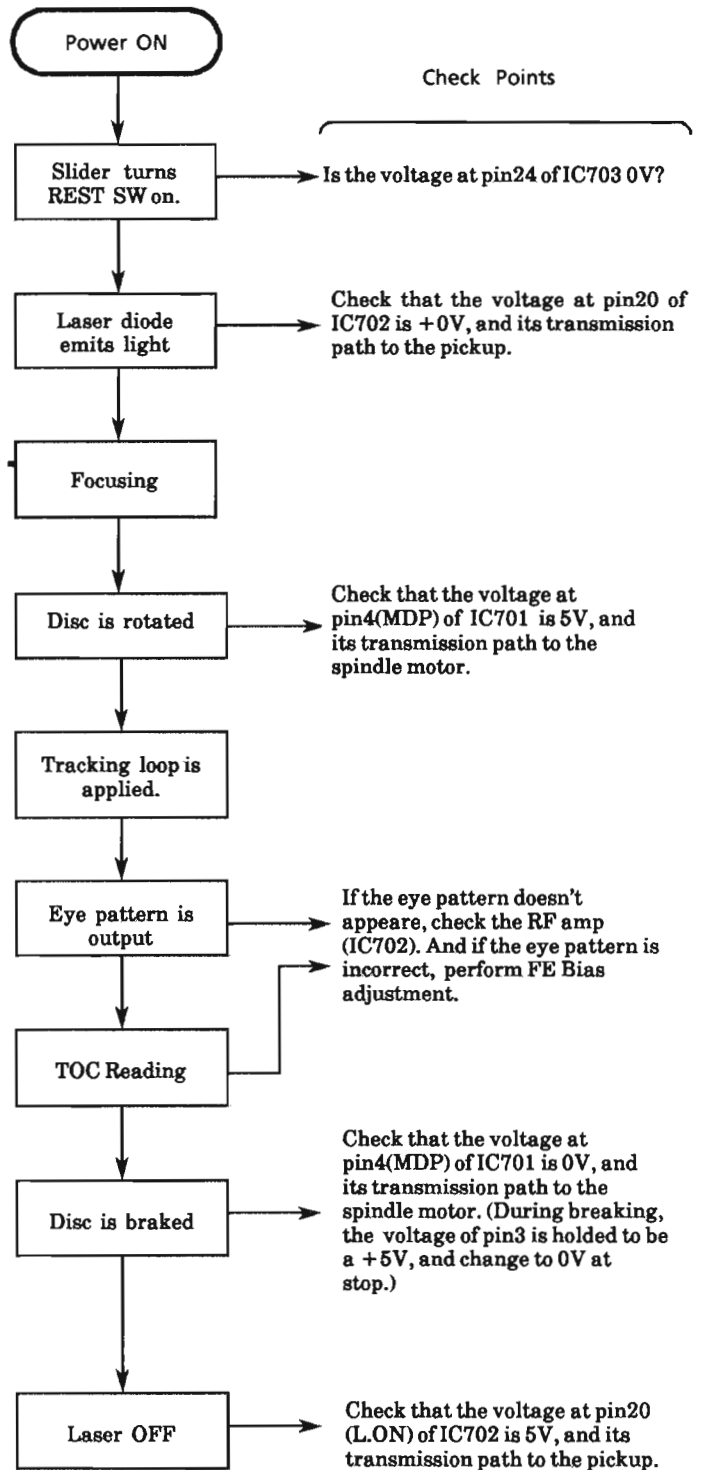 Power ON
Check Points
Slider turns
REST SW on.
Is the voltage at pin24 of IC703 0V?
Laser diode
emits light
Check that the voltage at pin20 of
IC702 is +0V, and its transmission
path to the pickup.
Focusing
Disc is rotated
Check that the voltage at
pin4(MDP) of IC701 is 5V, and
its transmission path to the
spindle motor.
Tracking loop is
applied.
Eye pattern is
output
If the eye pattern doesn't
appeare, check the RF amp
(IC702). And if the eye pattern is
incorrect, perform FE Bias
adjustment.
TOC Reading
Disc is braked
Check that the voltage at
pin4(MDP) of IC701 is 0V, and
its transmission path to the
spindle motor. (During breaking,
the voltage of pin3 is holded to be
a +5V, and change to 0V at
stop.)
Laser OFF
Check that the voltage at pin20
(L.ON) of IC702 is 5V, and its
transmission path to the pickup.